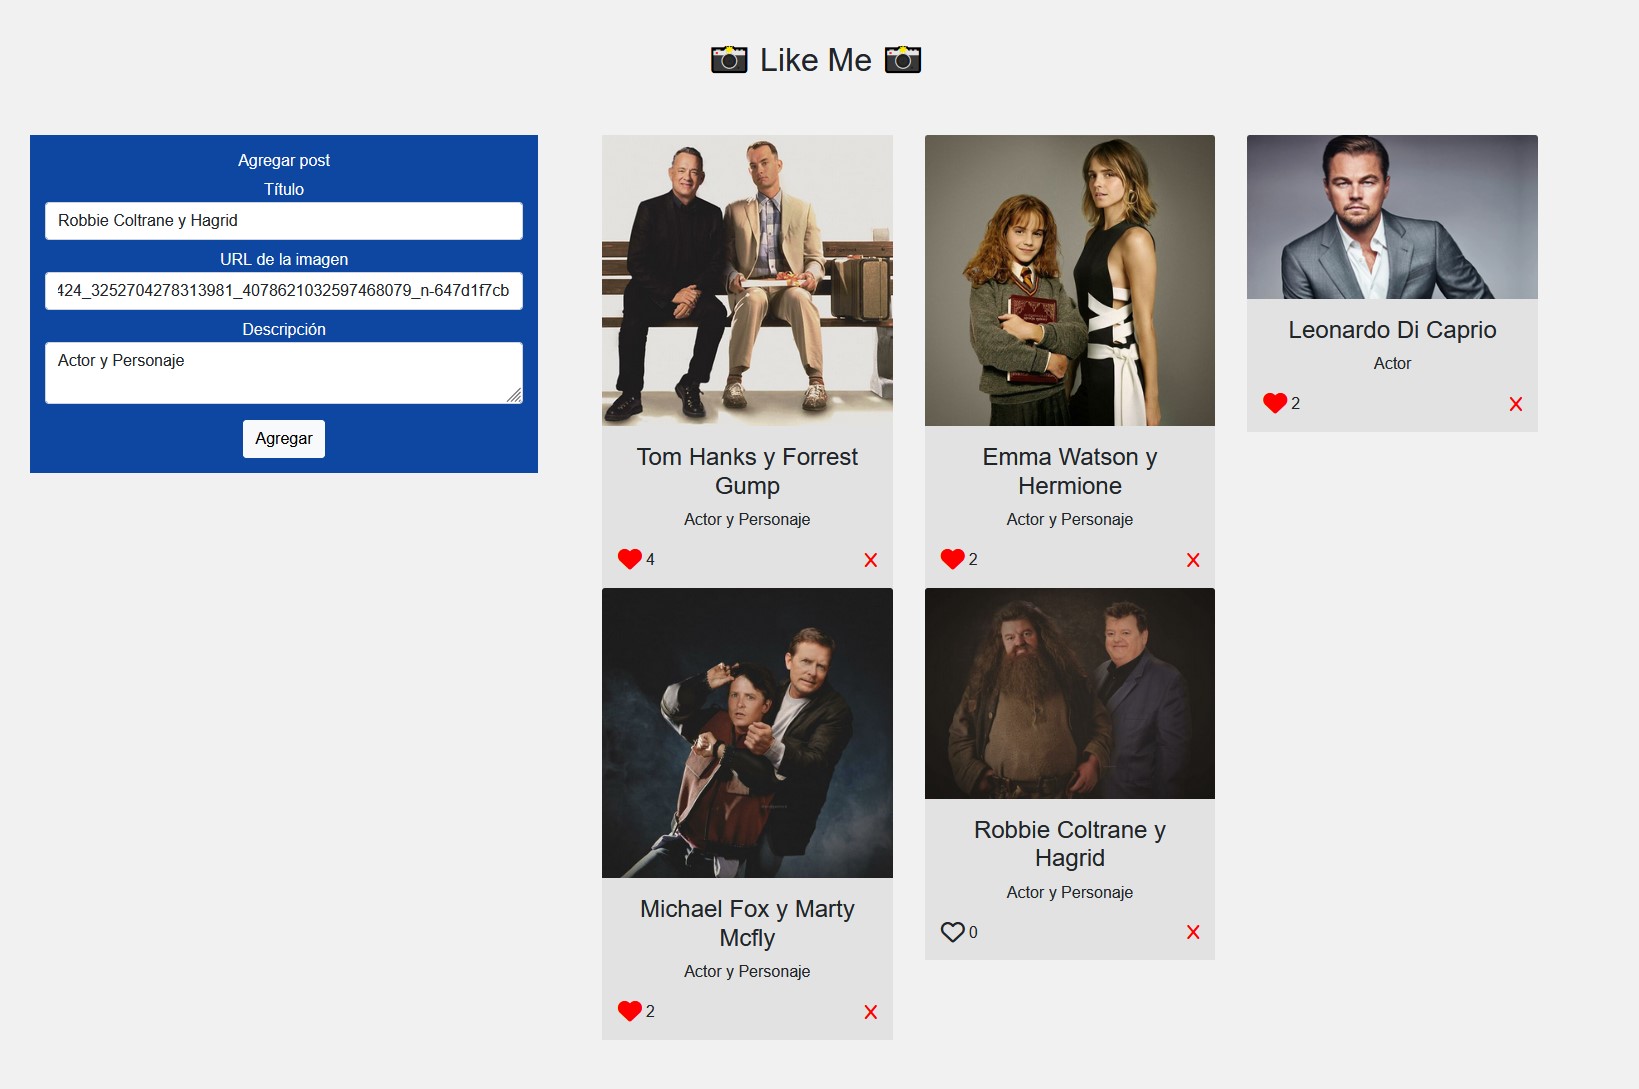 Like Me
Agregar post
Título
Robbie Coltrane y Hagrid
URL de la imagen
424_3252704278313981_4078621032597468079_n-647d1f7cb
Descripción
Actor y Personaje
Agregar
Tom Hanks y Forrest
Gump
Actor y Personaje
4
X
Emma Watson y
Hermione
Actor y Personaje
2
X
Leonardo Di Caprio
Actor
2
X
Michael Fox y Marty
Mcfly
Actor y Personaje
2
X
Robbie Coltrane y
Hagrid
Actor y Personaje
0
X